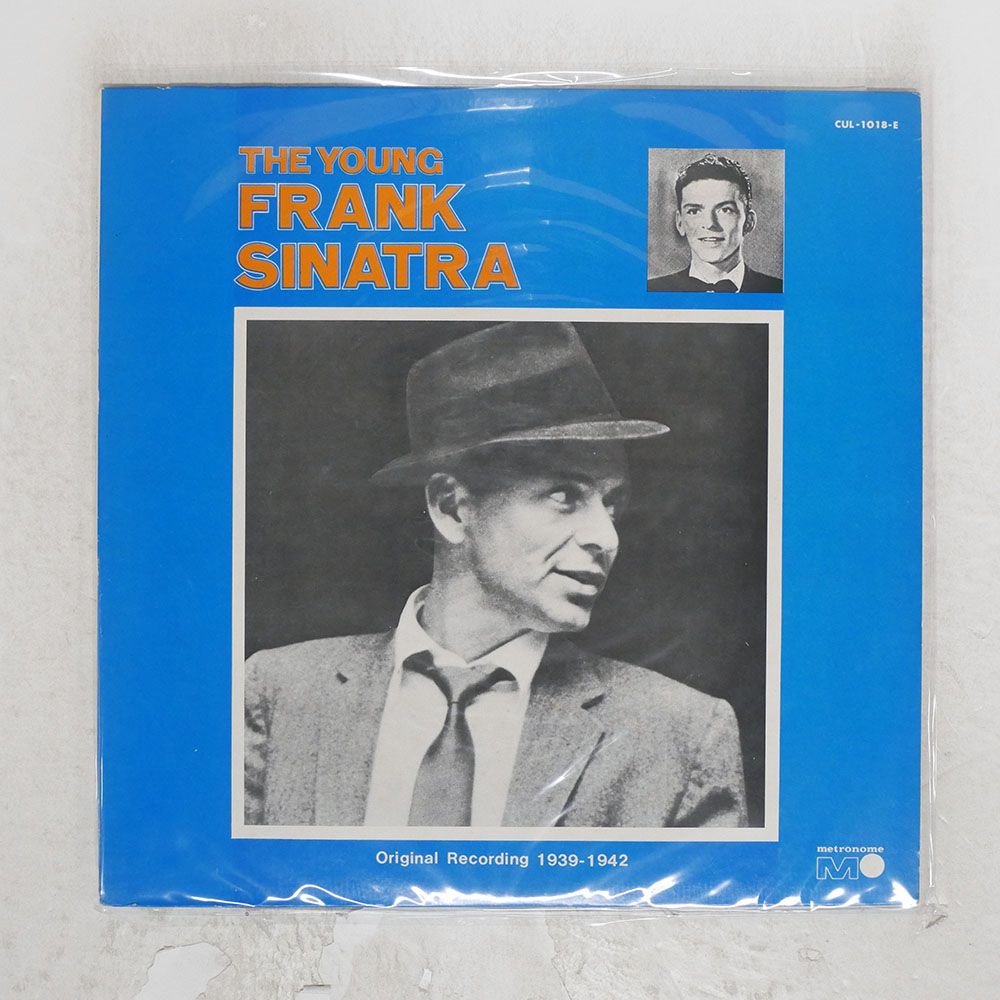 CUL-1018-E
THE YOUNG
FRANK
SINATRA
Original Recording 1939-1942
metronome
M